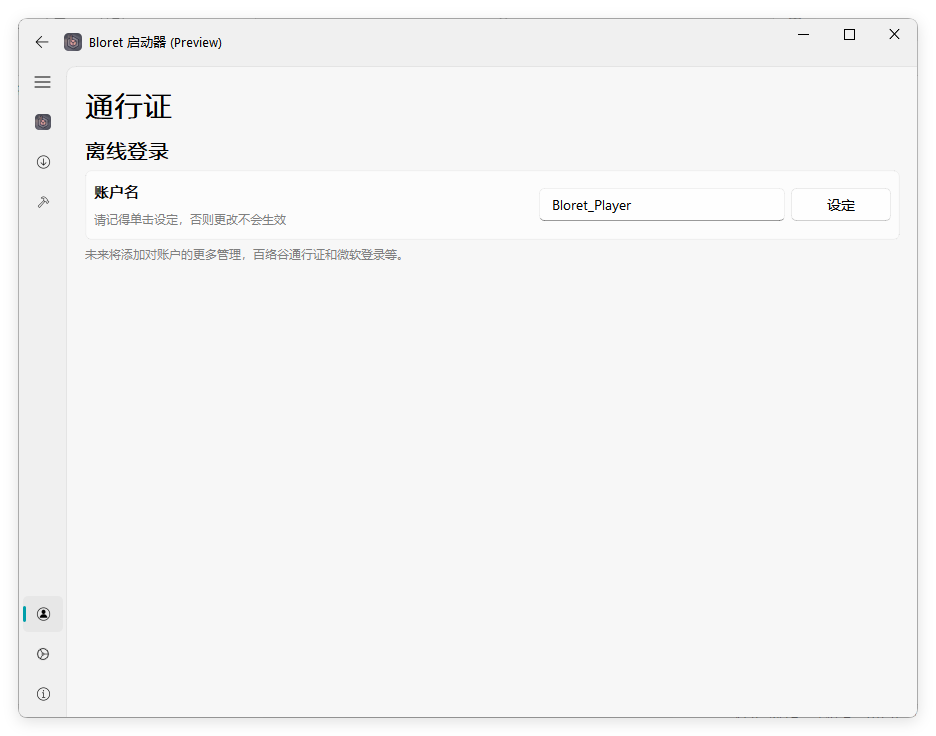 Bloret 启动器 (Preview)
通行证
离线登录
账户名
请记得单击设定，否则更改不会生效
Bloret_Player
设定
未来将添加对账户的更多管理，百络谷通行证和微软登录等。